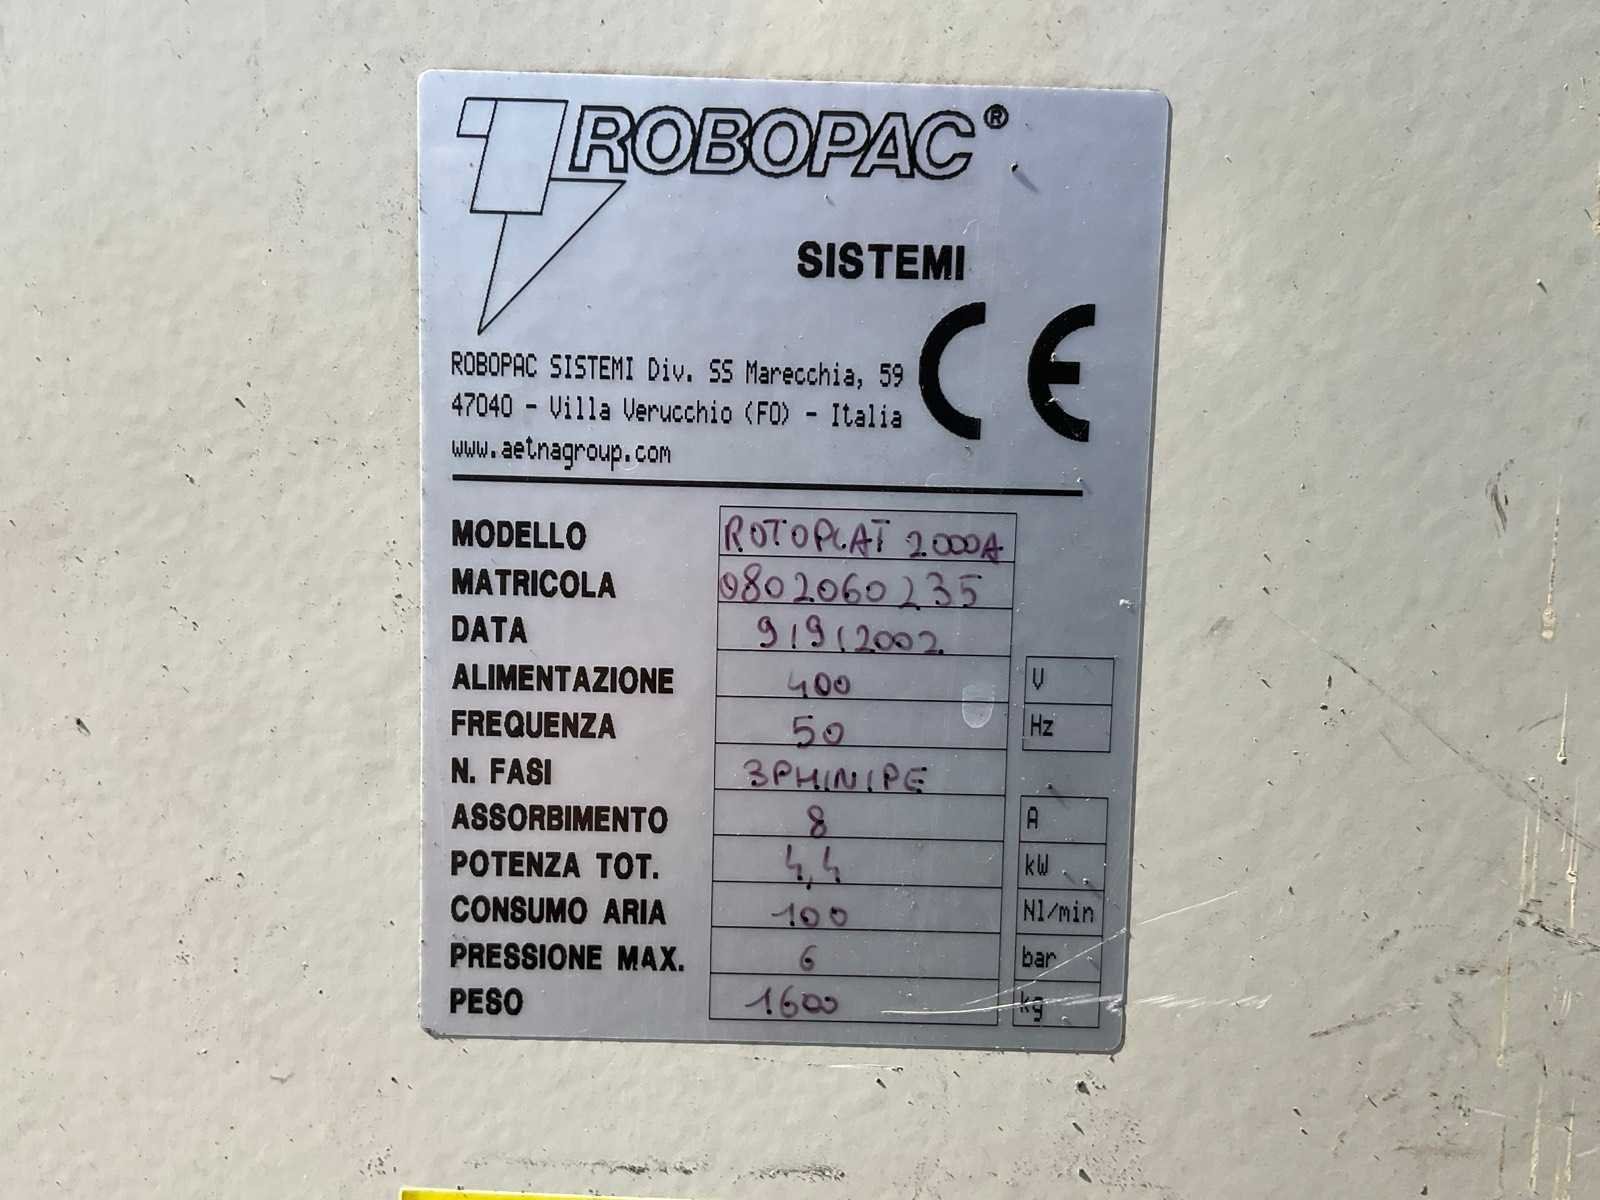 ROBOPAC®
SISTEMI
CE
ROBOPAC SISTEMI Div. SS Marecchia, 59
47040 - Villa Verucchio (FO) - Italia
www.aetnagroup.com
MODELLO ROTOPLAT 2000A
MATRICOLA 0802060235
DATA 9/9/2002
ALIMENTAZIONE 400 V
FREQUENZA 50 Hz
N. FASI 3PH/N/PE
ASSORBIMENTO 8 A
POTENZA TOT. 4,4 kW
CONSUMO ARIA 100 Nl/min
PRESSIONE MAX. 6 bar
PESO 1600 kg